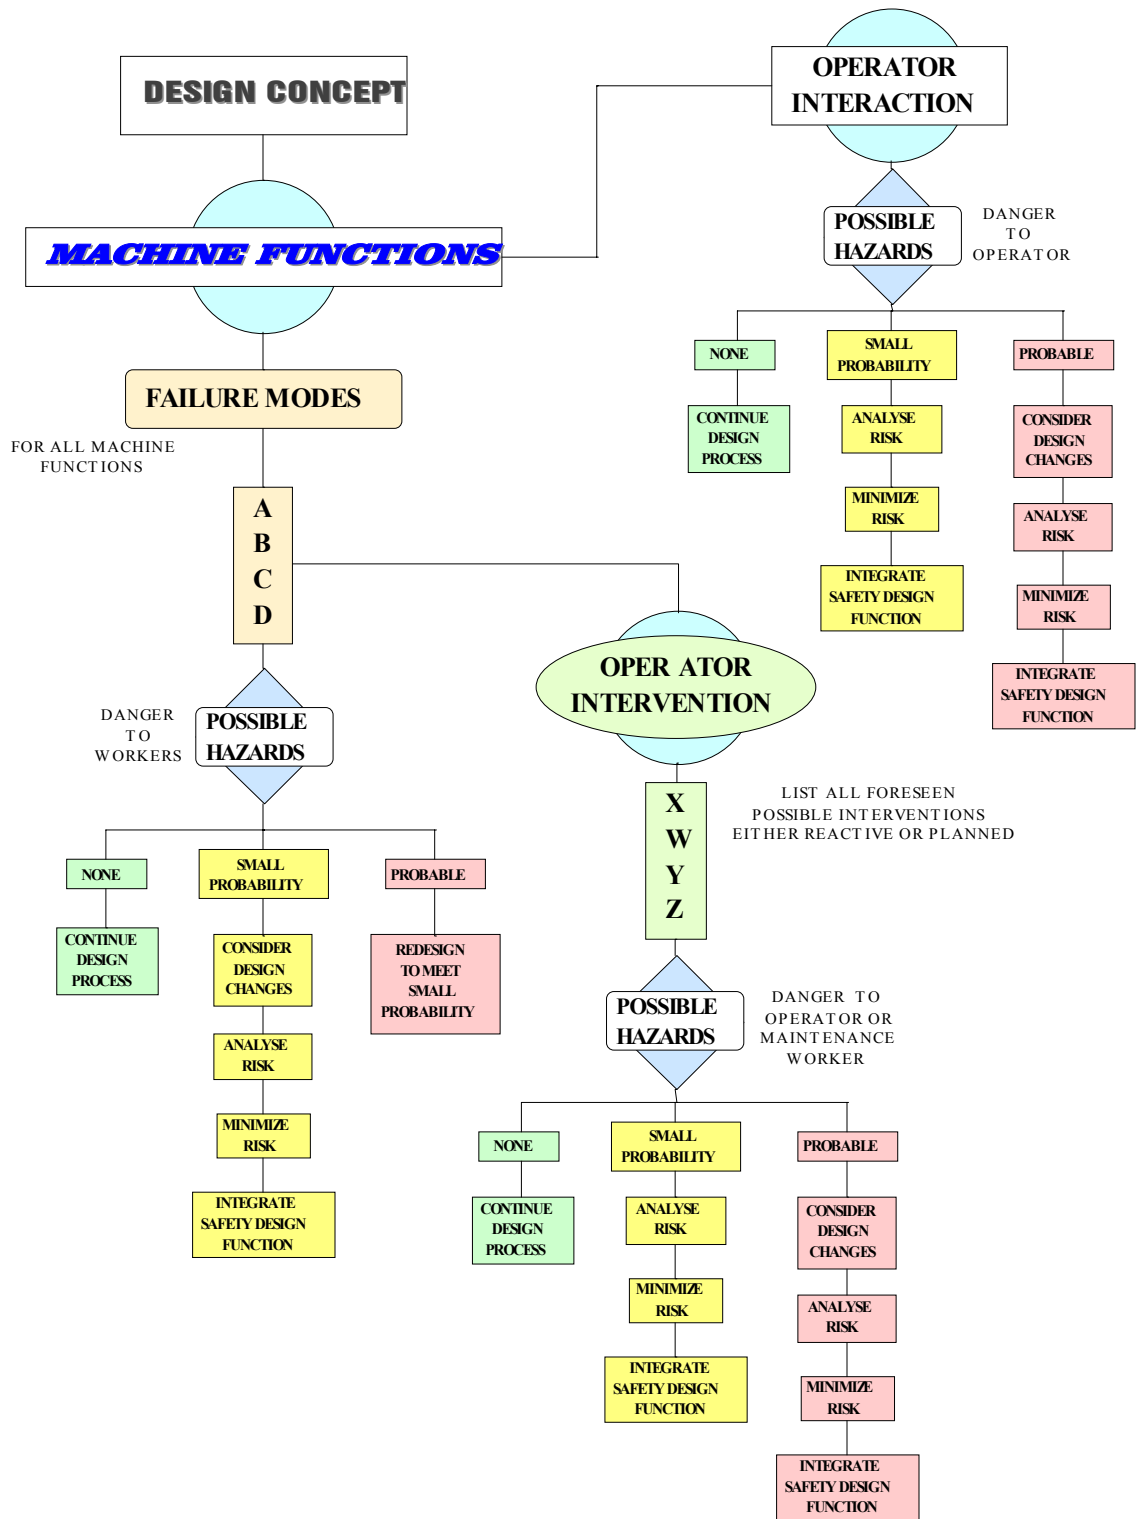 DESIGN CONCEPT
MACHINE FUNCTIONS
OPERATOR
INTERACTION
POSSIBLE
HAZARDS
DANGER
TO
OPERATOR
NONE
CONTINUE
DESIGN
PROCESS
SMALL
PROBABILITY
ANALYSE
RISK
MINIMIZE
RISK
INTEGRATE
SAFETY DESIGN
FUNCTION
PROBABLE
CONSIDER
DESIGN
CHANGES
ANALYSE
RISK
MINIMIZE
RISK
INTEGRATE
SAFETY DESIGN
FUNCTION
FAILURE MODES
FOR ALL MACHINE
FUNCTIONS
A
B
C
D
DANGER
TO
WORKERS
POSSIBLE
HAZARDS
NONE
CONTINUE
DESIGN
PROCESS
SMALL
PROBABILITY
CONSIDER
DESIGN
CHANGES
ANALYSE
RISK
MINIMIZE
RISK
INTEGRATE
SAFETY DESIGN
FUNCTION
PROBABLE
REDESIGN
TO MEET
SMALL
PROBABILITY
OPER ATOR
INTERVENTION
X
W
Y
Z
LIST ALL FORESEEN
POSSIBLE INTERVENTIONS
EITHER REACTIVE OR PLANNED
POSSIBLE
HAZARDS
DANGER TO
OPERATOR OR
MAINTENANCE
WORKER
NONE
CONTINUE
DESIGN
PROCESS
SMALL
PROBABILITY
ANALYSE
RISK
MINIMIZE
RISK
INTEGRATE
SAFETY DESIGN
FUNCTION
PROBABLE
CONSIDER
DESIGN
CHANGES
ANALYSE
RISK
MINIMIZE
RISK
INTEGRATE
SAFETY DESIGN
FUNCTION